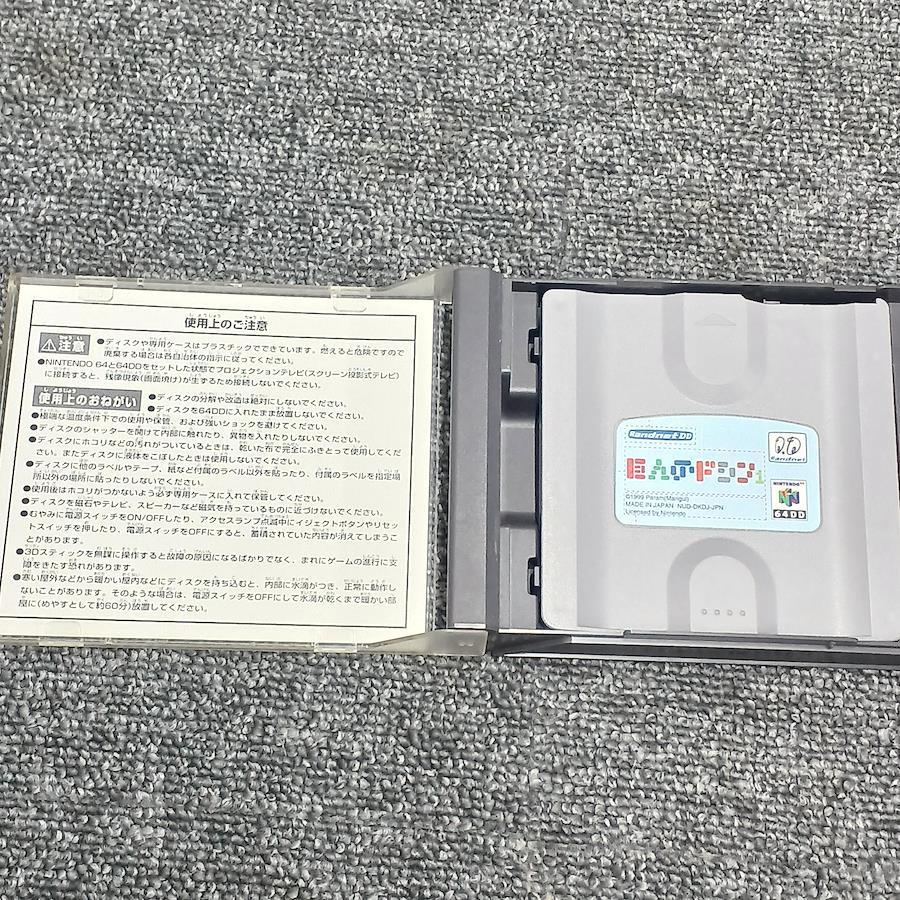 使用上のご注意
注意
●ディスクや専用ケースはプラスチックでできています。燃えると危険ですので
廃棄する場合は各自治体の指示に従ってください。
●NINTENDO 64と64DDをセットした状態でプロジェクションテレビ(スクリーン投影式テレビ)
に接続すると、残像現象(画面焼け)が生ずるため接続しないでください。
使用上のおねがい
●ディスクの分解や改造は絶対にしないでください。
●ディスクを64DDに入れたまま放置しないでください。
●極端な温度条件下での使用や保管、および強いショックを避けてください。
●ディスクのシャッターを開けて内部に触れたり、異物を入れたりしないでください。
●ディスクにホコリなどの汚れがついているときは、乾いた布で完全にふきとって使用してくだ
さい。またディスクに液体をこぼしたときは使用しないでください。
●ディスクに他のラベルやテープ、紙など付属のラベル以外を貼ったり、付属のラベルを指定場
所以外の場所に貼ったりしないでください。
●使用後はホコリがつかないよう必ず専用ケースに入れて保管してください。
●ディスクを磁石やテレビ、スピーカーなど磁気を持っているものに近づけないでください。
●むやみに電源スイッチをON/OFFしたり、アクセスランプ点滅中にイジェクトボタンやリセッ
トスイッチを押したり、電源スイッチをOFFにすると、蓄積されていた内容が消えてしまうこ
とがあります。
●3Dスティックを無謀に操作すると故障の原因になるばかりでなく、まれにゲームの進行に支
障をきたす恐れがあります。
●寒い屋外などから暖かい屋内などにディスクを持ち込むと、内部に水滴がつき、正常に動作し
ないことがあります。そのような場合は、電源スイッチをOFFにして水滴が乾くまで暖かい部
屋に(めやすとして約60分)放置してください。
RandnetDD
Randnet
巨人のドシン1
©1999 Param(Marigul)
MADE IN JAPAN NUD-DKDJ-JPN
Licensed by Nintendo
NINTENDO
64DD